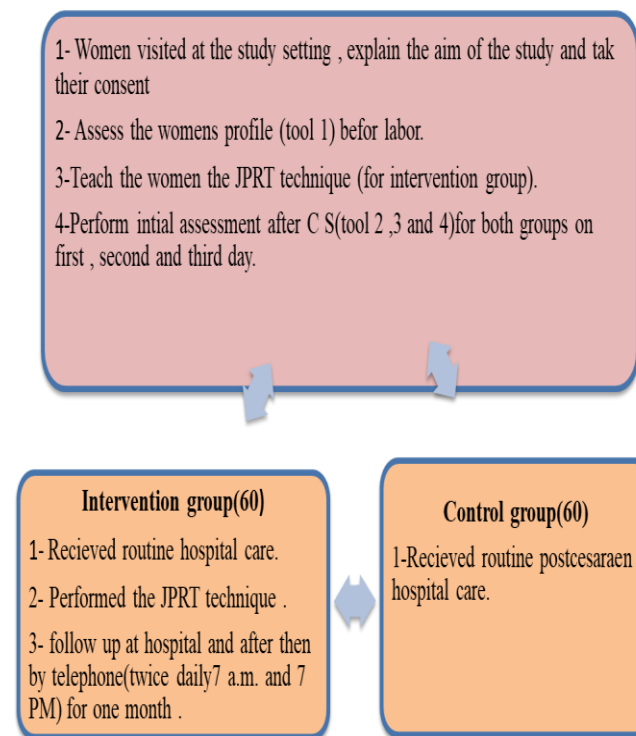 1- Women visited at the study setting , explain the aim of the study and tak
their consent
2- Assess the womens profile (tool 1) befor labor.
3-Teach the women the JPRT technique (for intervention group).
4-Perform intial assessment after C S(tool 2 ,3 and 4)for both groups on
first , second and third day.
Intervention group(60)
1- Recieved routine hospital care.
2- Performed the JPRT technique .
3- follow up at hospital and after then
by telephone(twice daily7 a.m. and 7
PM) for one month .
Control group(60)
1-Recieved routine postcesaraen
hospital care.